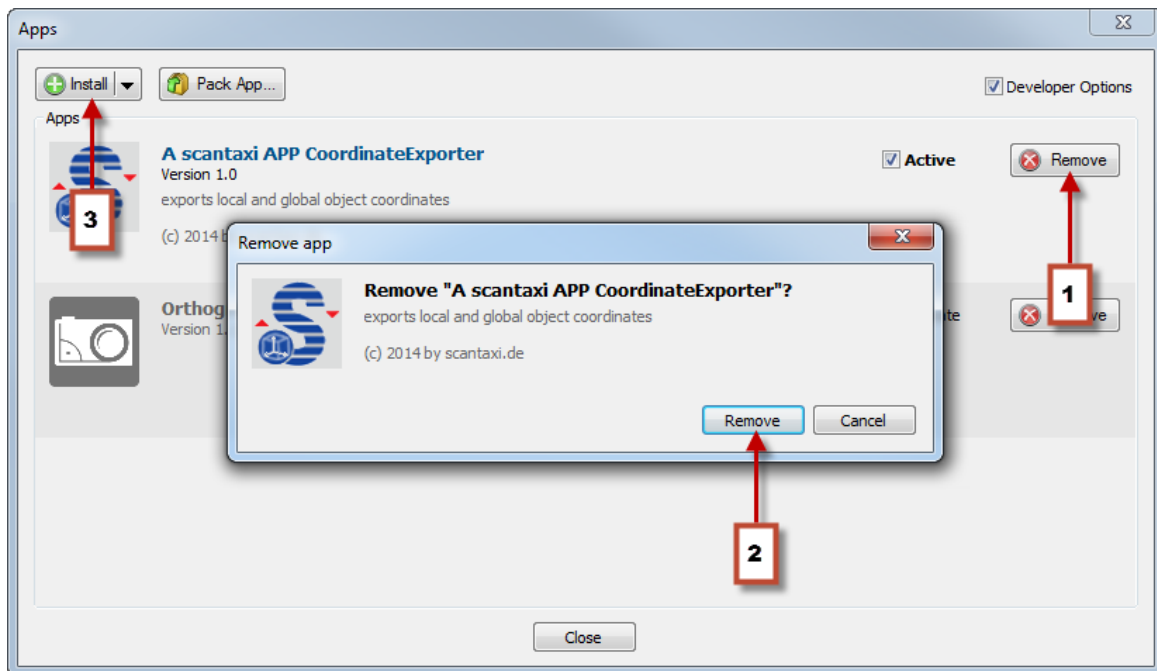 Apps
Install
Pack App...
Developer Options
Apps
A scantaxi APP CoordinateExporter
Active
Remove
Version 1.0
exports local and global object coordinates
3
(c) 2014 b
Remove app
Remove "A scantaxi APP CoordinateExporter"?
exports local and global object coordinates
(c) 2014 by scantaxi.de
Remove
Cancel
1
Orthog
Version 1.
2
Close